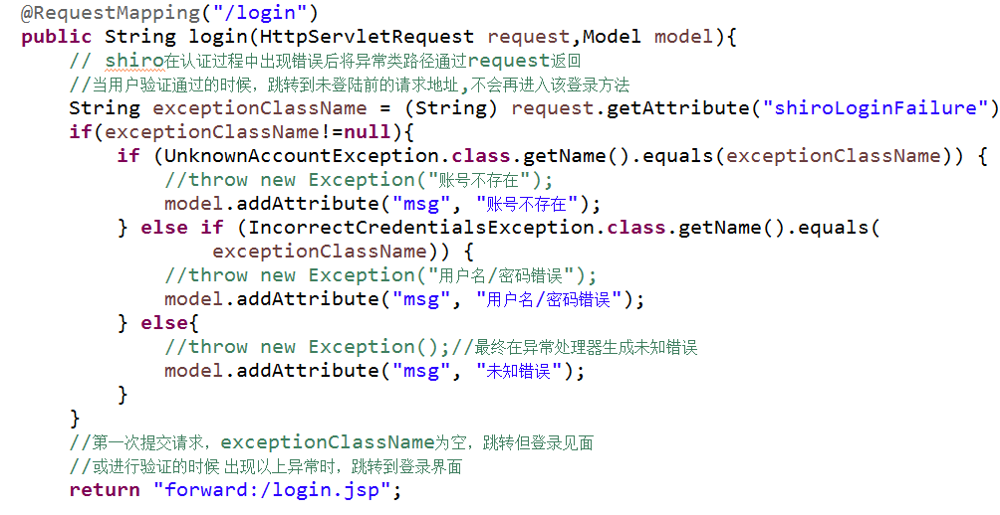 @RequestMapping("/login")
public String login(HttpServletRequest request,Model model){
// shiro在认证过程中出现错误后将异常类路径通过request返回
//当用户验证通过的时候，跳转到未登陆前的请求地址,不会再进入该登录方法
String exceptionClassName = (String) request.getAttribute("shiroLoginFailure")
if(exceptionClassName!=null){
if (UnknownAccountException.class.getName().equals(exceptionClassName)) {
//throw new Exception("账号不存在");
model.addAttribute("msg", "账号不存在");
} else if (IncorrectCredentialsException.class.getName().equals(
exceptionClassName)) {
//throw new Exception("用户名/密码错误");
model.addAttribute("msg", "用户名/密码错误");
} else{
//throw new Exception();//最终在异常处理器生成未知错误
model.addAttribute("msg", "未知错误");
}
}
//第一次提交请求，exceptionClassName为空，跳转但登录见面
//或进行验证的时候 出现以上异常时，跳转到登录界面
return "forward:/login.jsp";